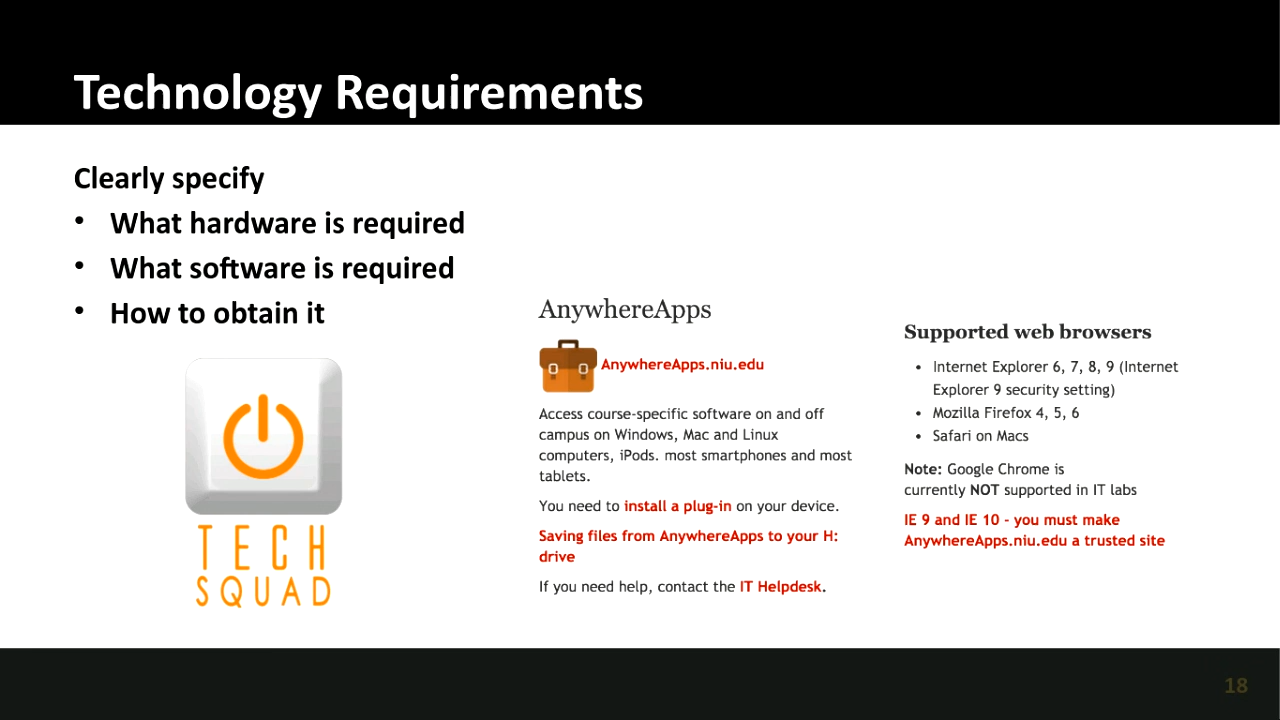 Technology Requirements
Clearly specify
• What hardware is required
• What software is required
• How to obtain it
TECH
SQUAD
AnywhereApps
AnywhereApps.niu.edu
Access course-specific software on and off
campus on Windows, Mac and Linux
computers, iPods. most smartphones and most
tablets.
You need to install a plug-in on your device.
Saving files from AnywhereApps to your H:
drive
If you need help, contact the IT Helpdesk.
Supported web browsers
• Internet Explorer 6, 7, 8, 9 (Internet
Explorer 9 security setting)
• Mozilla Firefox 4, 5, 6
• Safari on Macs
Note: Google Chrome is
currently NOT supported in IT labs
IE 9 and IE 10 - you must make
AnywhereApps.niu.edu a trusted site
18